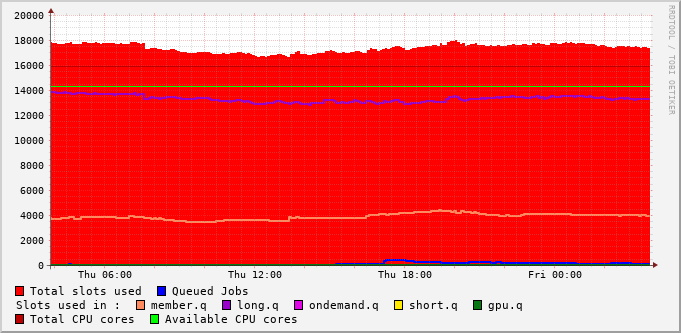 20000
18000
16000
14000
12000
10000
8000
6000
4000
2000
0
Thu 06:00 Thu 12:00 Thu 18:00 Fri 00:00
RRDTOOL / TOBI OETIKER
Total slots used Queued Jobs
Slots used in : member.q long.q ondemand.q short.q gpu.q
Total CPU cores Available CPU cores